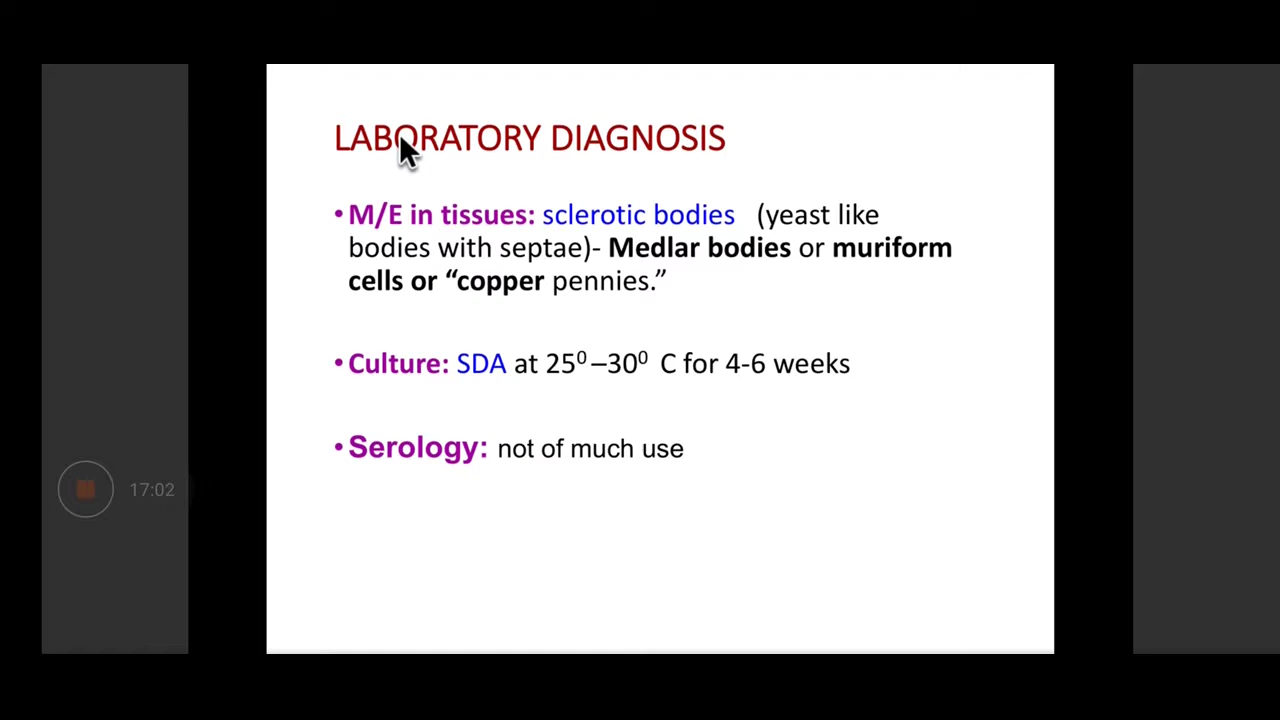 LABORATORY DIAGNOSIS
• M/E in tissues: sclerotic bodies (yeast like
bodies with septae)- Medlar bodies or muriform
cells or “copper pennies.”
• Culture: SDA at 25⁰ –30⁰ C for 4-6 weeks
• Serology: not of much use
17:02